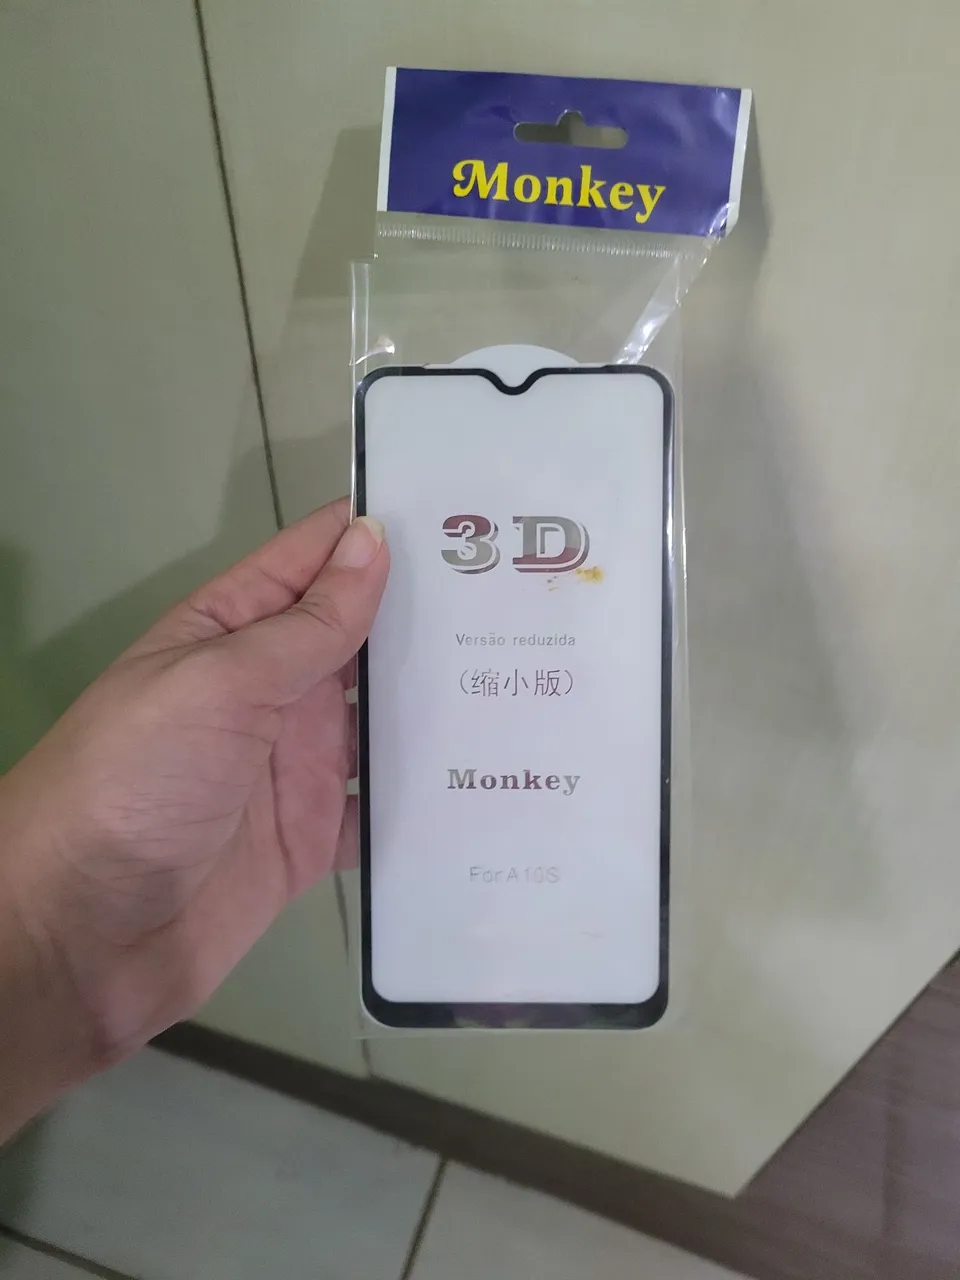 Monkey
3D
Versão reduzida
（缩小版）
Monkey
For A10S